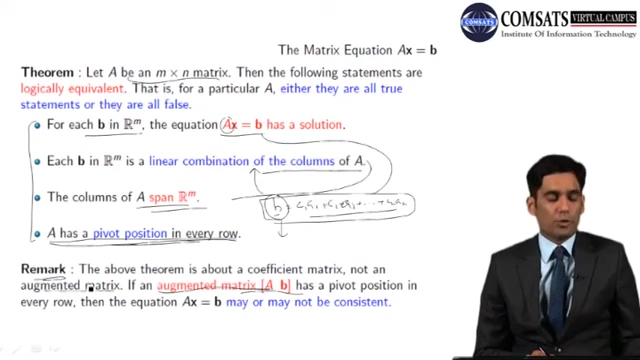 COMSATS VIRTUAL CAMPUS
Institute Of Information Technology
The Matrix Equation Ax = b
Theorem : Let A be an m × n matrix. Then the following statements are
logically equivalent. That is, for a particular A, either they are all true
statements or they are all false.
For each b in ℝᵐ, the equation Ax = b has a solution.
Each b in ℝᵐ is a linear combination of the columns of A.
The columns of A span ℝᵐ.
b =
A has a pivot position in every row.
Remark : The above theorem is about a coefficient matrix, not an
augmented matrix. If an augmented matrix [A b] has a pivot position in
every row, then the equation Ax = b may or may not be consistent.